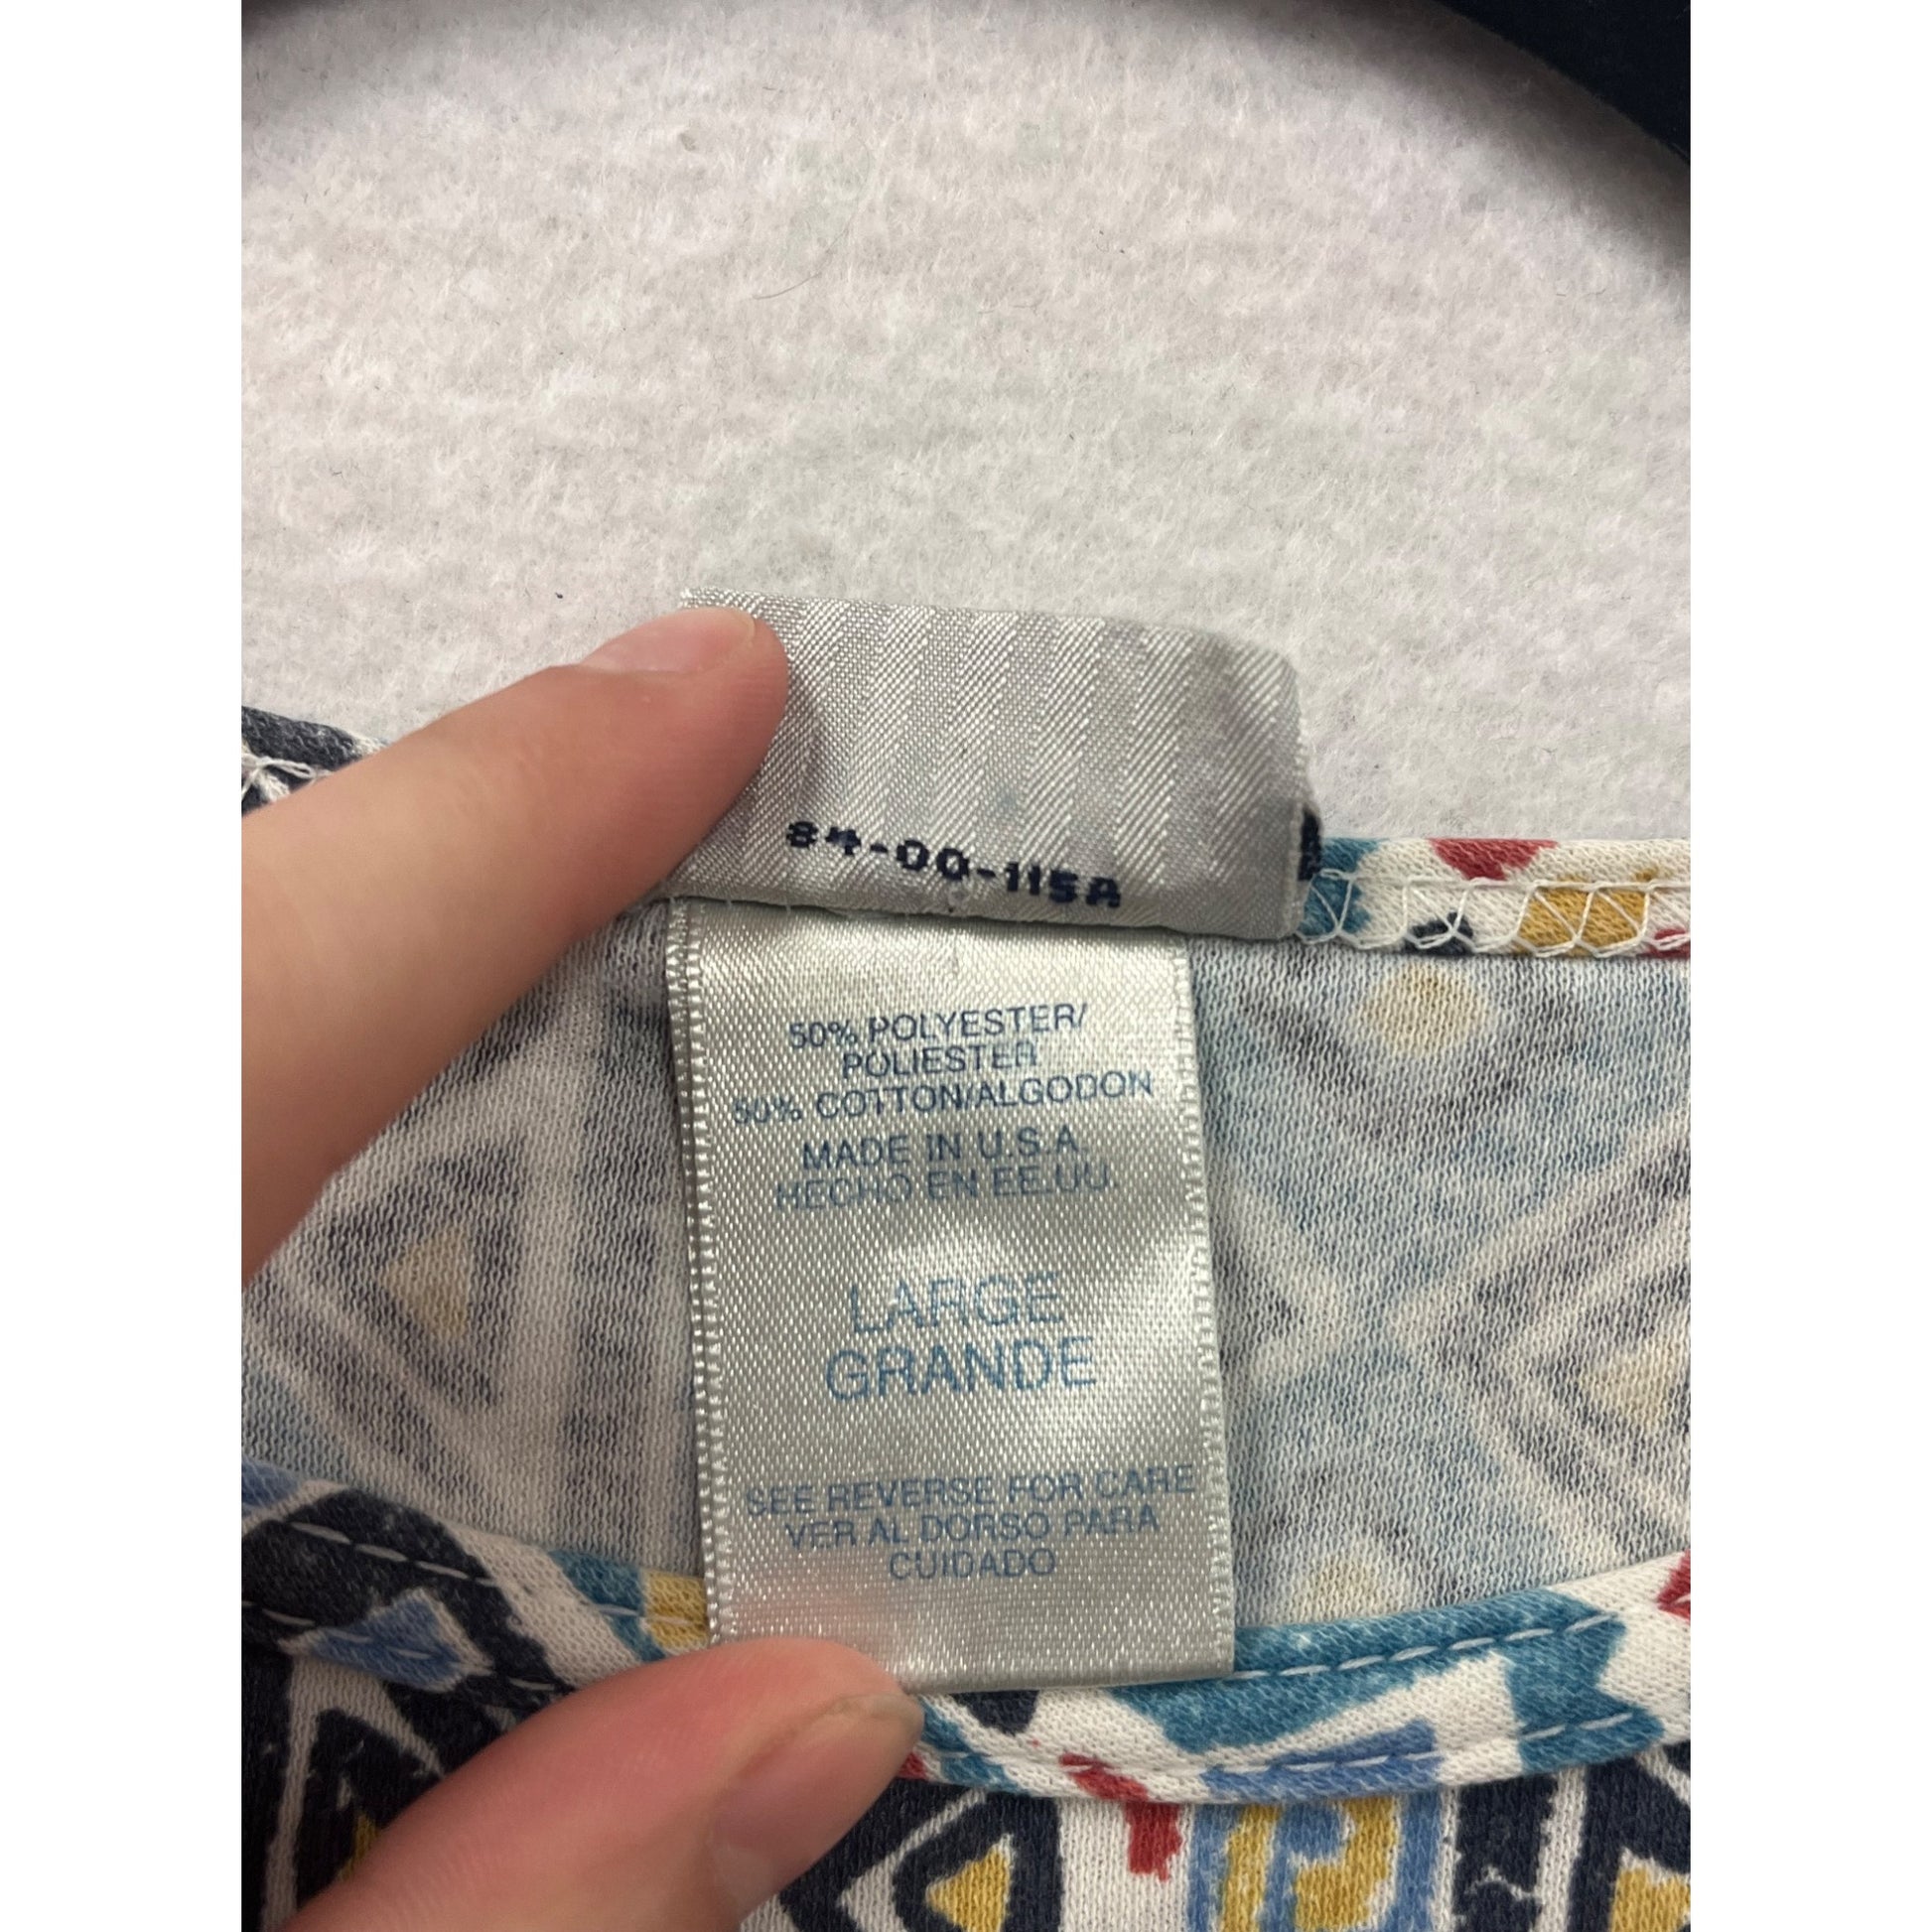 84-00-115A
50% POLYESTER/
POLIESTER
50% COTTON/ALGODON
MADE IN U.S.A.
HECHO EN EE.UU.
LARGE
GRANDE
SEE REVERSE FOR CARE
VER AL DORSO PARA
CUIDADO